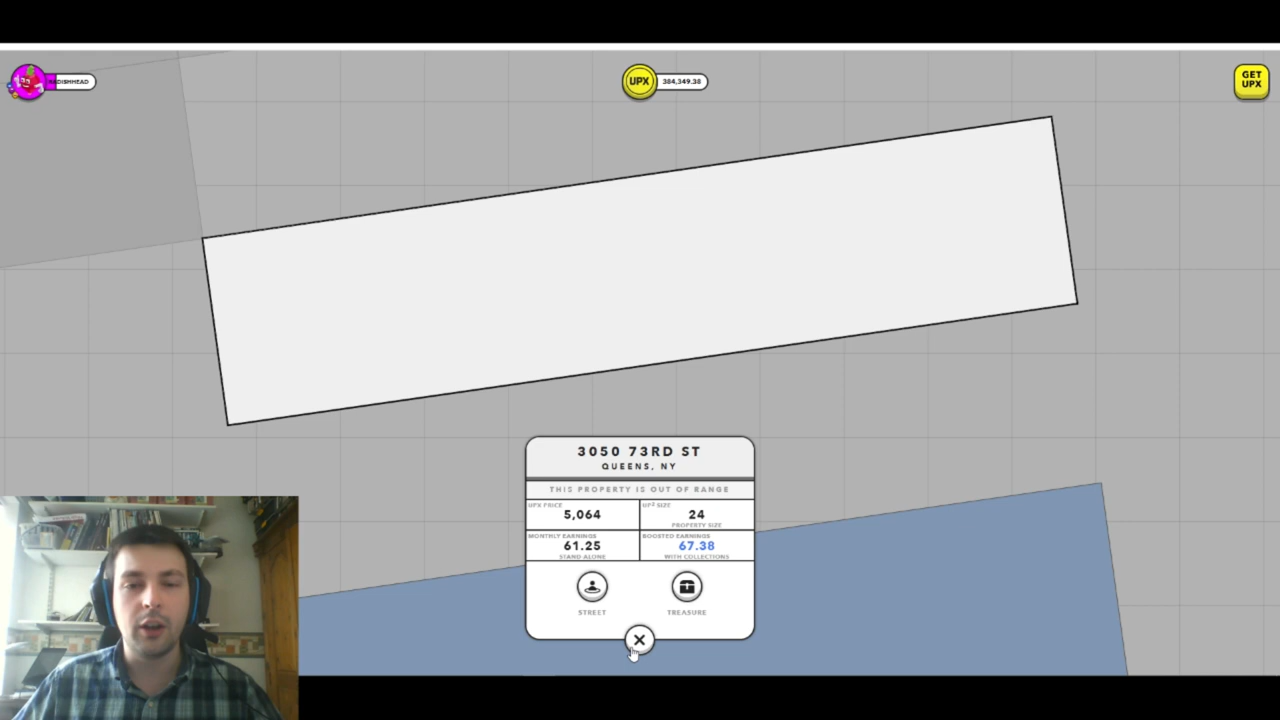 DISHHEAD
UPX
384,349.38
GET
UPX
3050 73RD ST
QUEENS, NY
THIS PROPERTY IS OUT OF RANGE
UPX PRICE
5,064
UP² SIZE
24
PROPERTY SIZE
MONTHLY EARNINGS
61.25
STAND-ALONE
BOOSTED EARNINGS
67.38
WITH COLLECTIONS
STREET
TREASURE